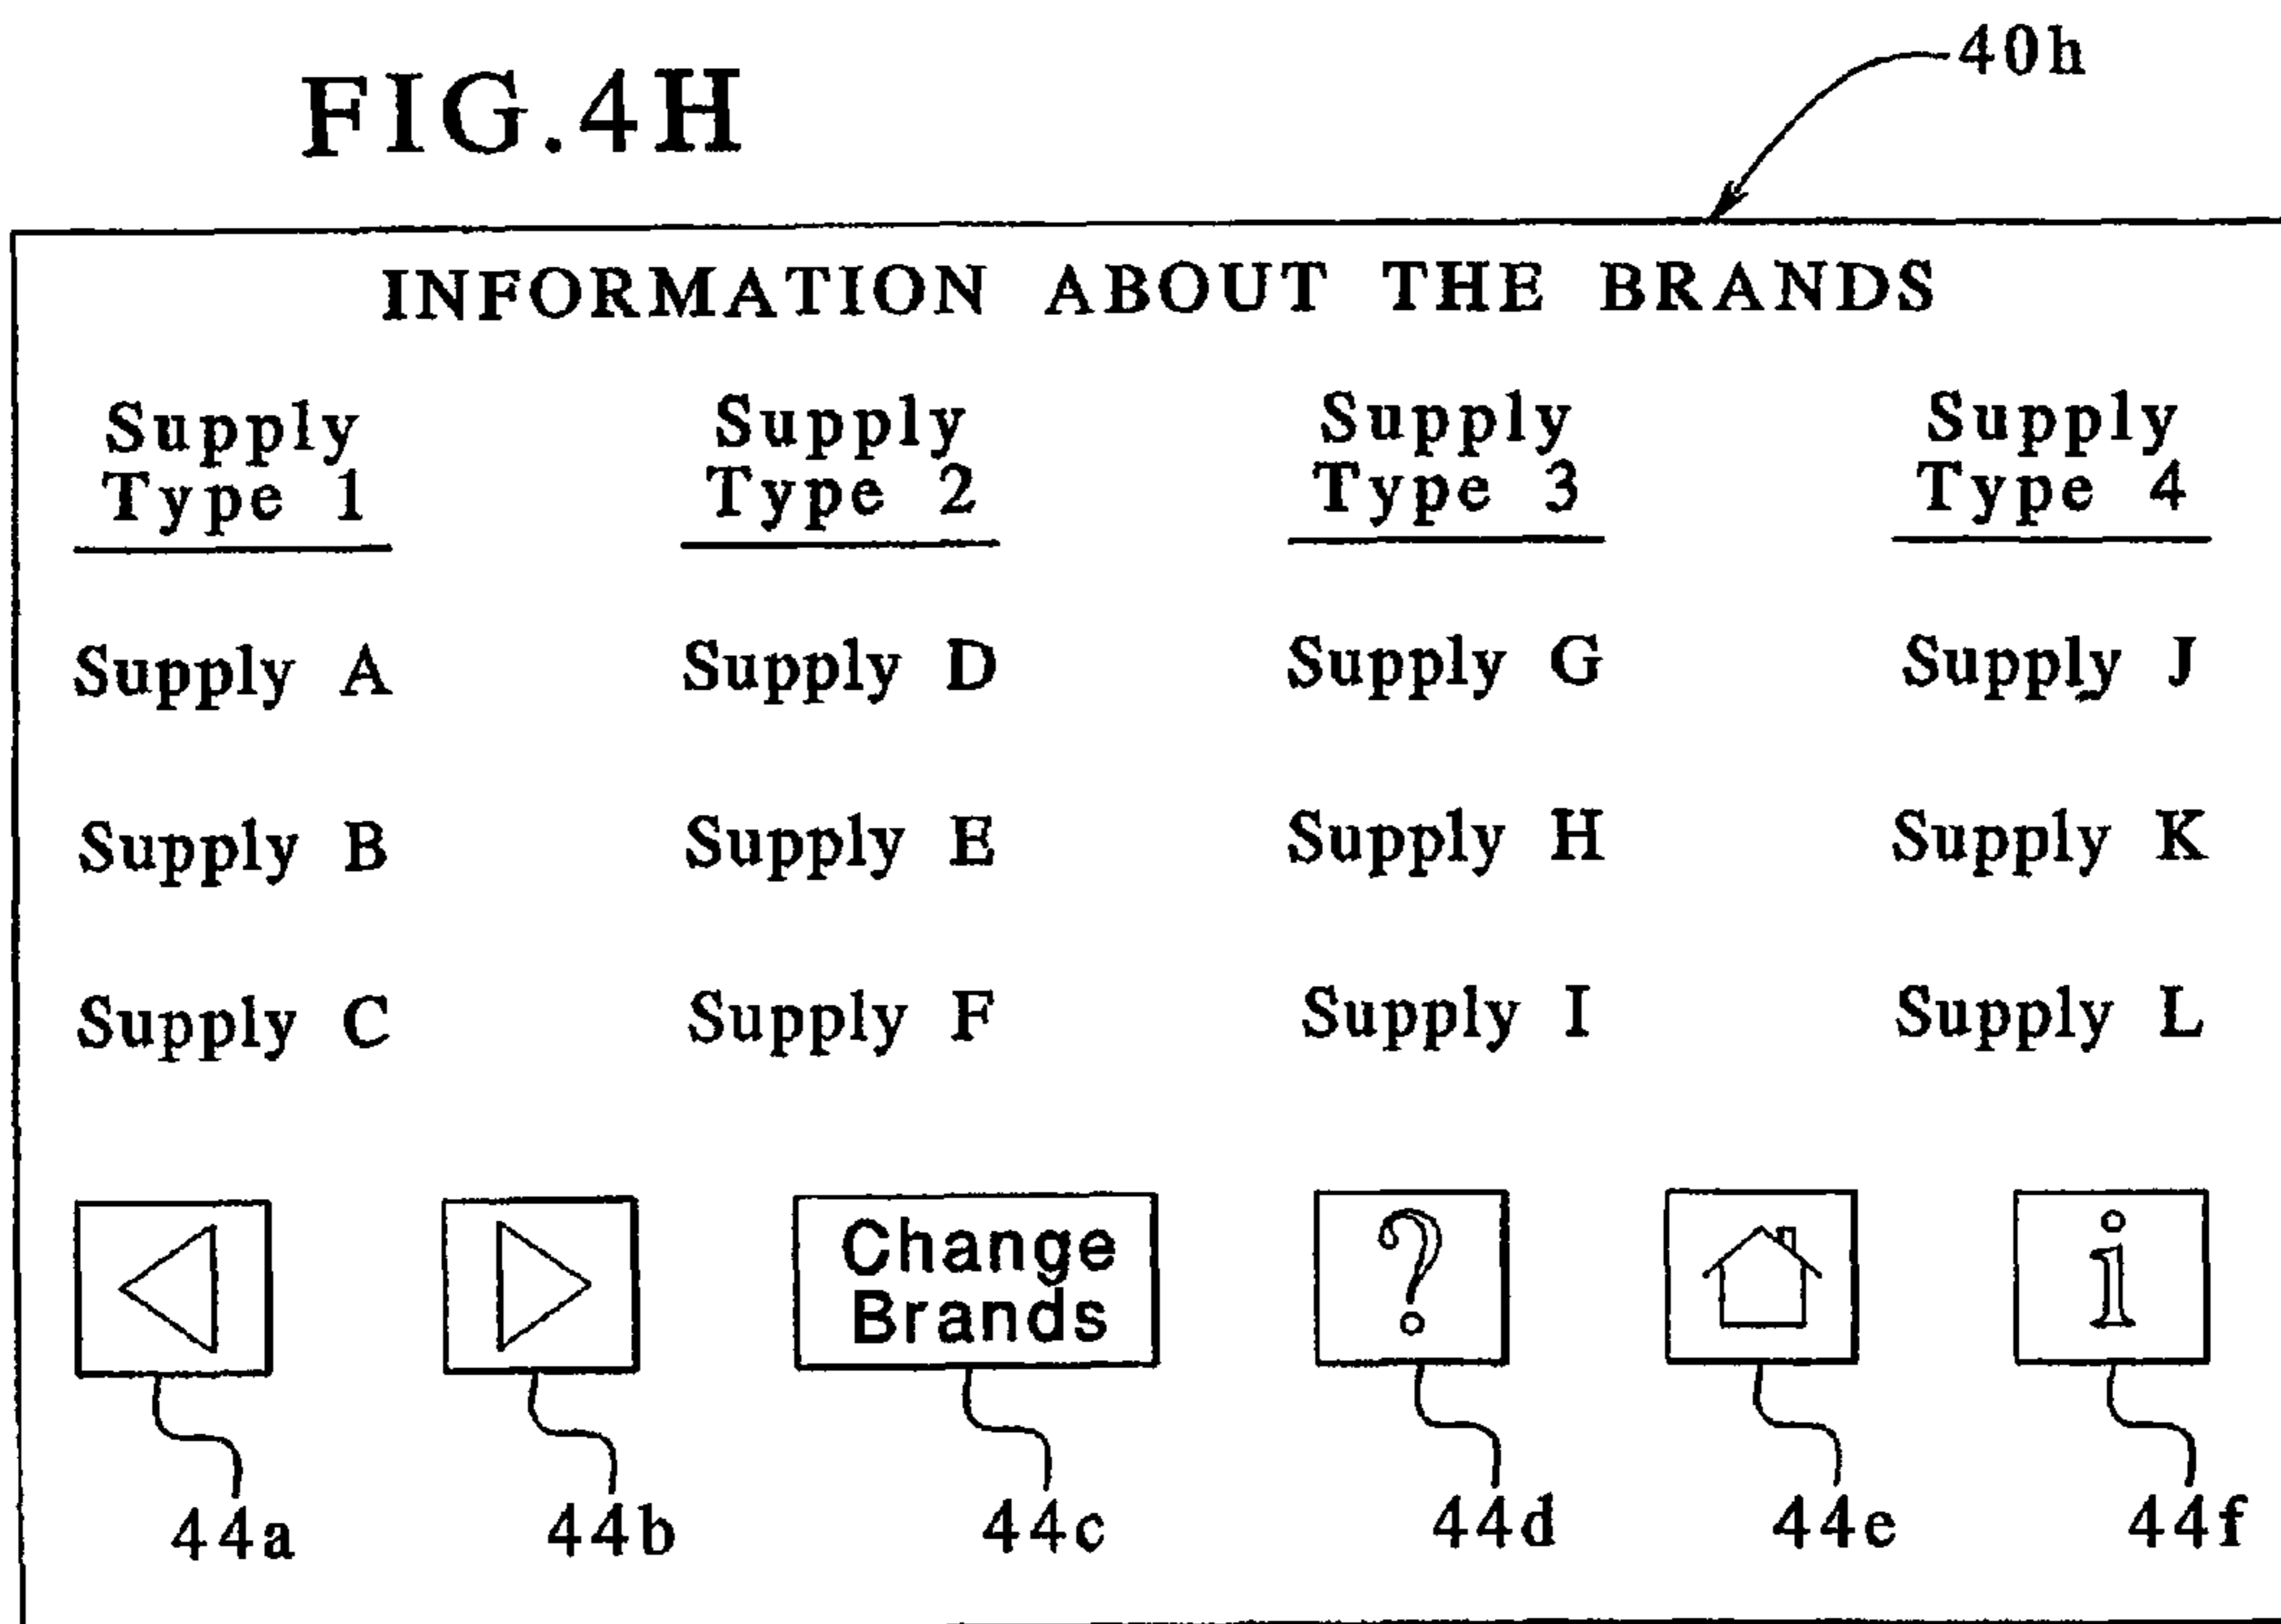 40h
FIG.4H
INFORMATION ABOUT THE BRANDS
Supply Supply Supply Supply
Type 1 Type 2 Type 3 Type 4
Supply A Supply D Supply G Supply J
Supply B Supply E Supply H Supply K
Supply C Supply F Supply I Supply L
Change ? i
Brands
44a 44b 44c 44d 44e 44f